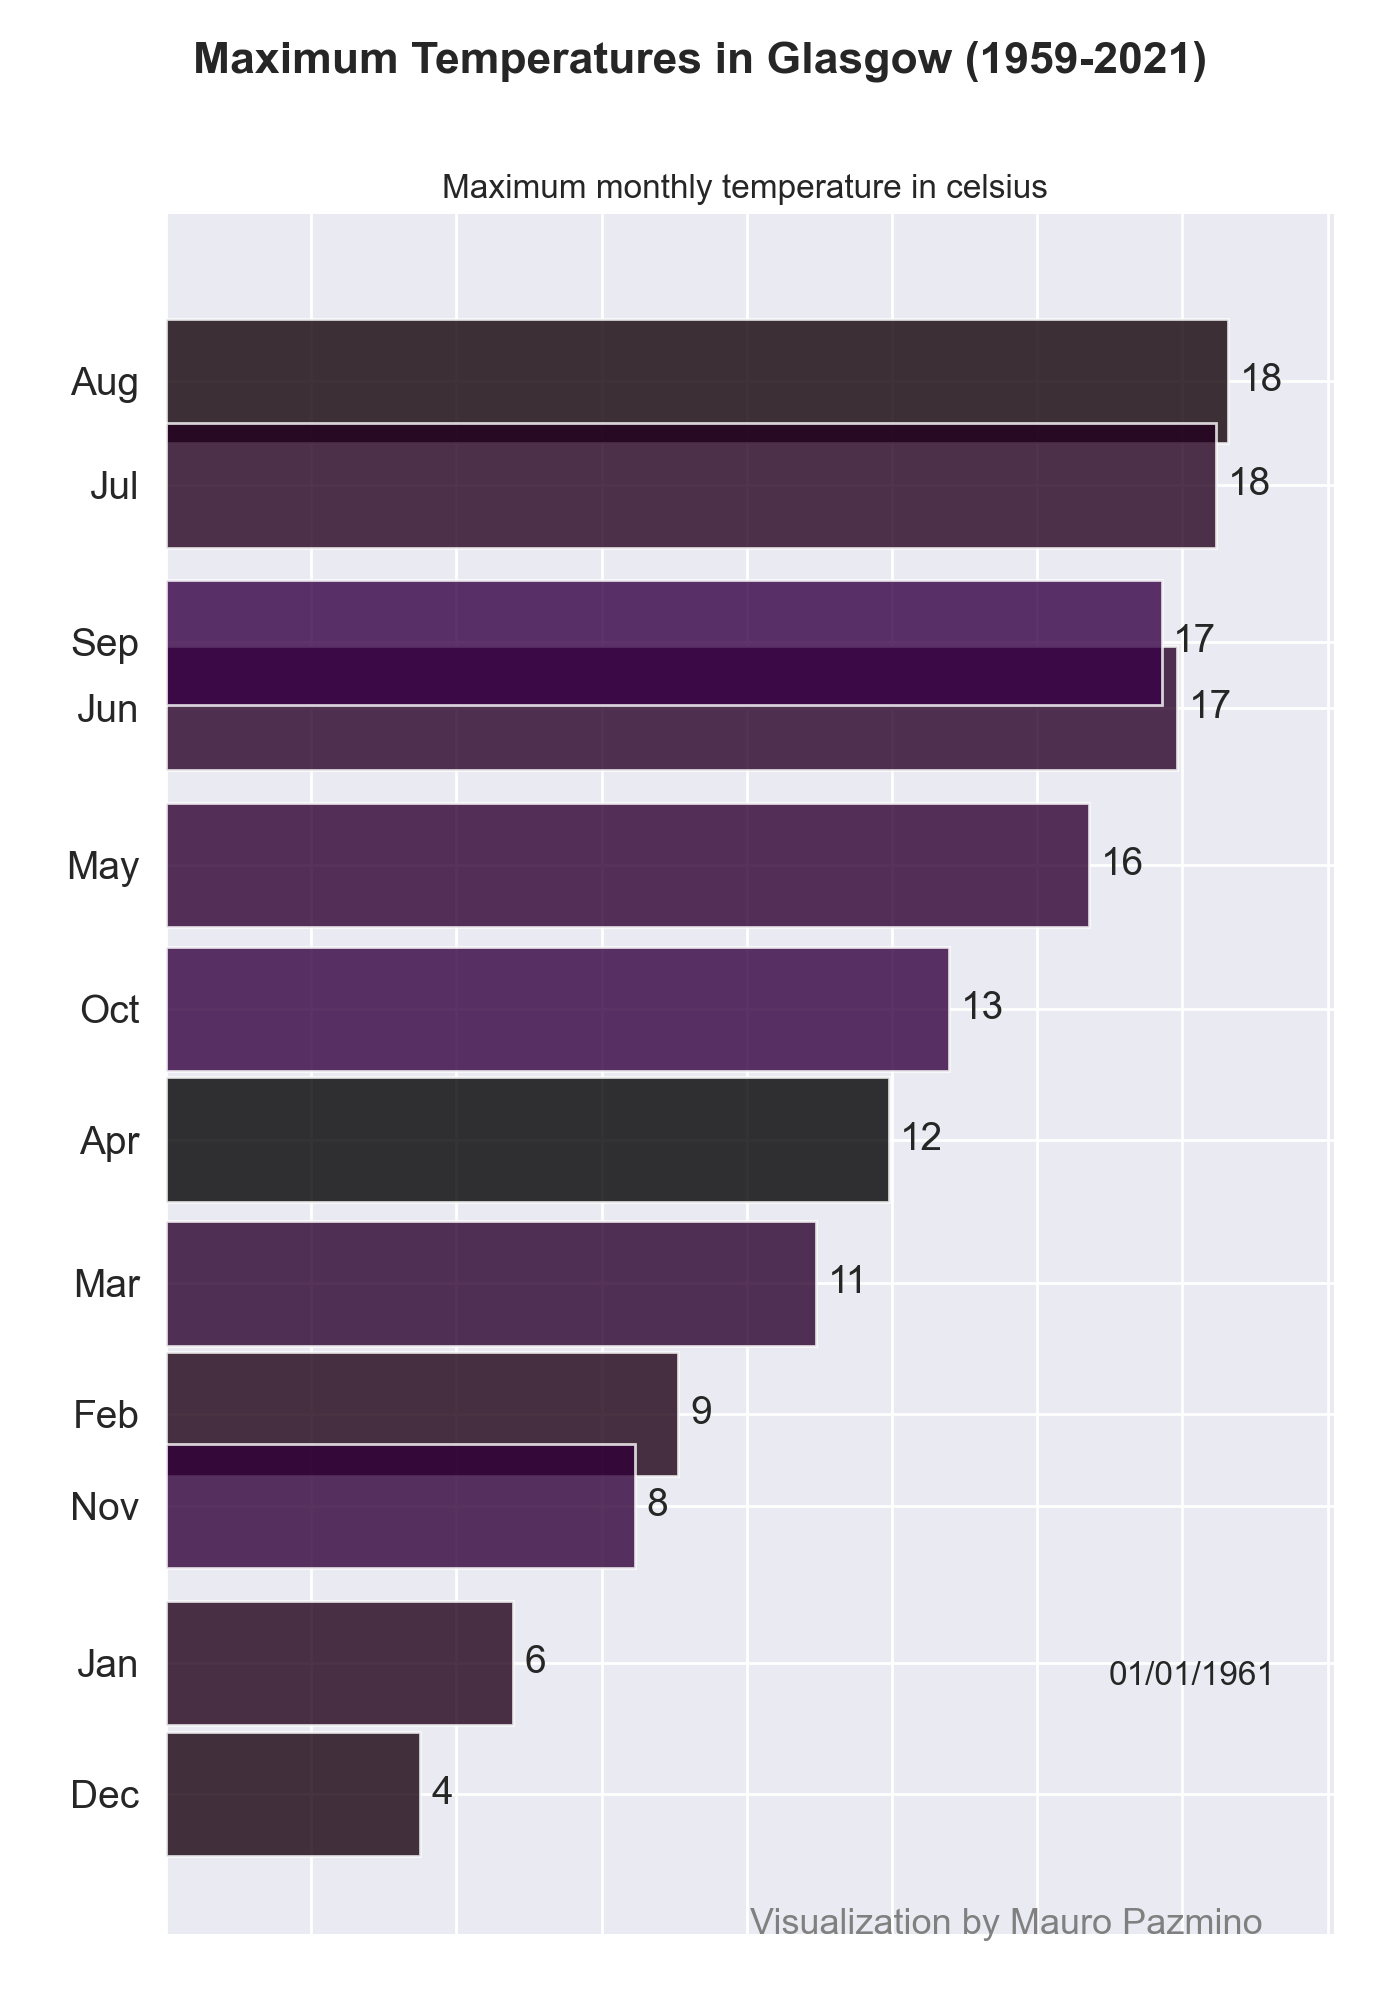 Maximum Temperatures in Glasgow (1959-2021)
Maximum monthly temperature in celsius
Aug 18
Jul 18
Sep 17
Jun 17
May 16
Oct 13
Apr 12
Mar 11
Feb 9
Nov 8
Jan 6
01/01/1961
Dec 4
Visualization by Mauro Pazmino